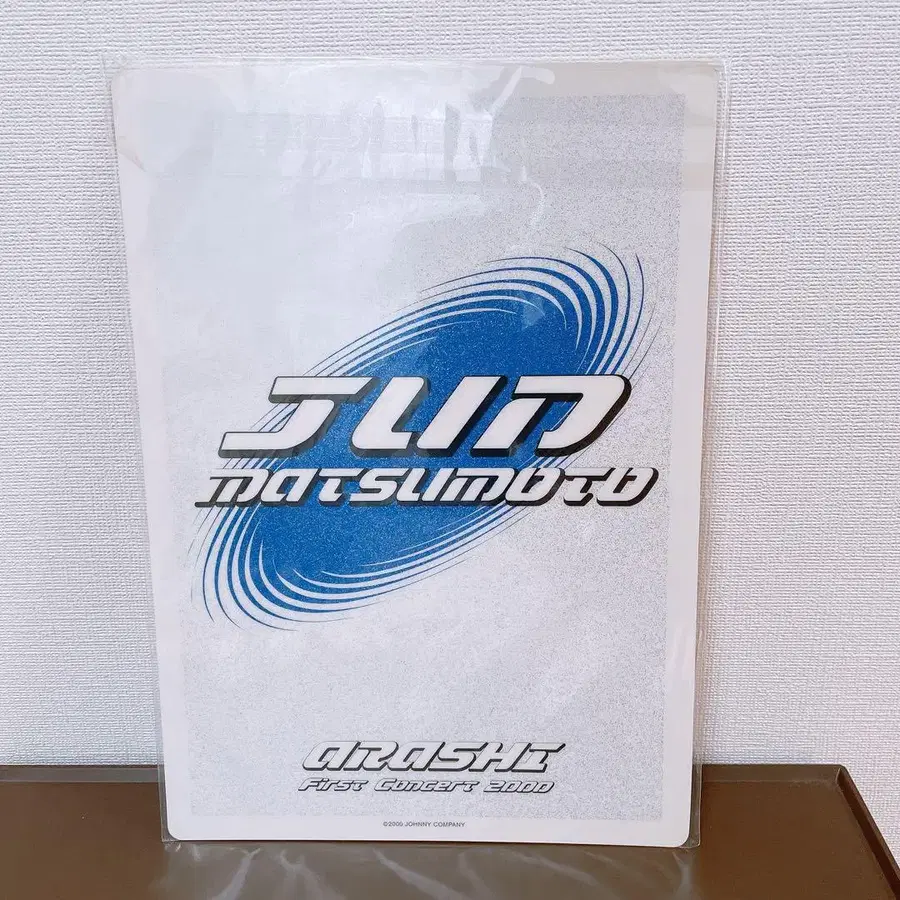 JUN
MATSUMOTO
ARASHI
First Concert 2000
©2000 JOHNNY COMPANY